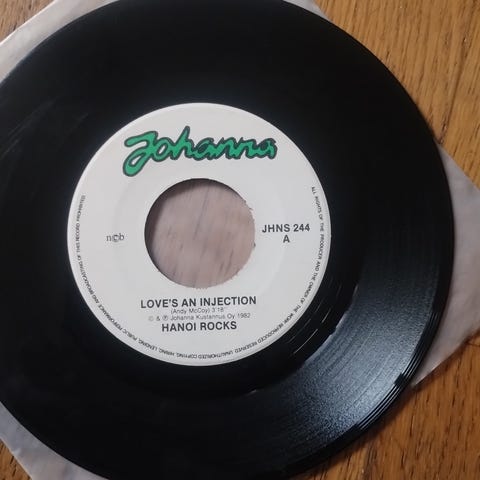 Johanna
JHNS 244
A
n©b
LOVE'S AN INJECTION
(Andy McCoy) 3'18"
© & ℗ Johanna Kustannus Oy 1982
HANOI ROCKS
ALL RIGHTS OF THE PRODUCER AND THE OWNER OF THE WORK REPRODUCED RESERVED. UNAUTHORIZED COPYING, HIRING, LENDING, PUBLIC PERFORMANCE AND BROADCASTING OF THIS RECORD PROHIBITED